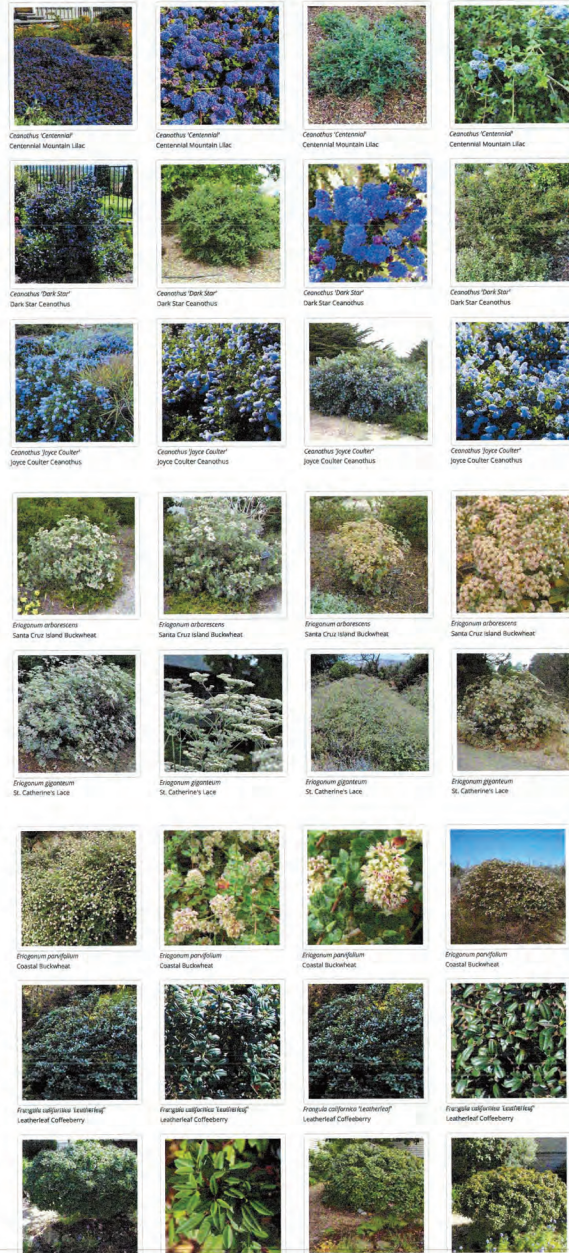 Ceanothus 'Centennial'
Centennial Mountain Lilac
Ceanothus 'Centennial'
Centennial Mountain Lilac
Ceanothus 'Centennial'
Centennial Mountain Lilac
Ceanothus 'Centennial'
Centennial Mountain Lilac
Ceanothus 'Dark Star'
Dark Star Ceanothus
Ceanothus 'Dark Star'
Dark Star Ceanothus
Ceanothus 'Dark Star'
Dark Star Ceanothus
Ceanothus 'Dark Star'
Dark Star Ceanothus
Ceanothus 'Joyce Coulter'
Joyce Coulter Ceanothus
Ceanothus 'Joyce Coulter'
Joyce Coulter Ceanothus
Ceanothus 'Joyce Coulter'
Joyce Coulter Ceanothus
Ceanothus 'Joyce Coulter'
Joyce Coulter Ceanothus
Eriogonum arborescens
Santa Cruz Island Buckwheat
Eriogonum arborescens
Santa Cruz Island Buckwheat
Eriogonum arborescens
Santa Cruz Island Buckwheat
Eriogonum arborescens
Santa Cruz Island Buckwheat
Eriogonum giganteum
St. Catherine's Lace
Eriogonum giganteum
St. Catherine's Lace
Eriogonum giganteum
St. Catherine's Lace
Eriogonum giganteum
St. Catherine's Lace
Eriogonum parvifolium
Coastal Buckwheat
Eriogonum parvifolium
Coastal Buckwheat
Eriogonum parvifolium
Coastal Buckwheat
Eriogonum parvifolium
Coastal Buckwheat
Frangula californica 'Leatherleaf'
Leatherleaf Coffeeberry
Frangula californica 'Leatherleaf'
Leatherleaf Coffeeberry
Frangula californica 'Leatherleaf'
Leatherleaf Coffeeberry
Frangula californica 'Leatherleaf'
Leatherleaf Coffeeberry